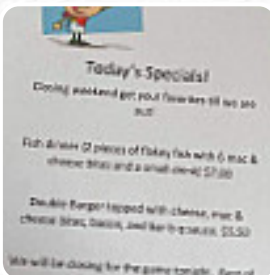 Today's Specials!
Closing weekend get your favorites till we are
out!
Fish dinner (2 pieces of flakey fish with 6 mac &
cheese bites and a small drink) $7.00
Double Burger topped with cheese, mac &
cheese bites, bacon, and bar-b-q sauce. $5.50
We will be closing for the game tonight.